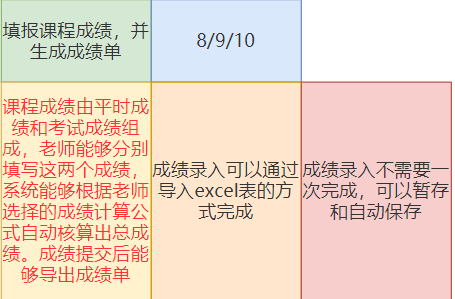 填报课程成绩，并
生成成绩单
8/9/10
课程成绩由平时成
绩和考试成绩组
成，老师能够分别
填写这两个成绩，
系统能够根据老师
选择的成绩计算公
式自动核算出总成
绩。成绩提交后能
够导出成绩单
成绩录入可以通过
导入excel表的方
式完成
成绩录入不需要一
次完成，可以暂存
和自动保存